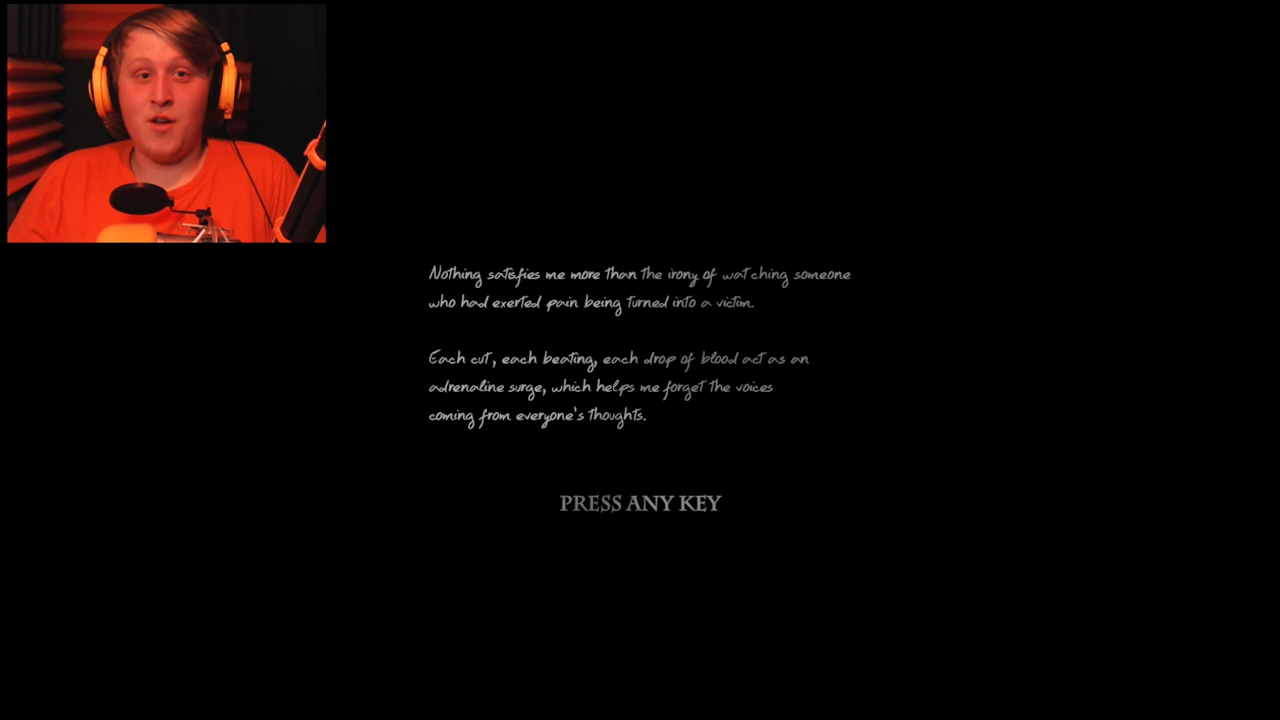 Nothing satisfies me more than the irony of watching someone
who had exerted pain being turned into a victim.
Each cut, each beating, each drop of blood act as an
adrenaline surge, which helps me forget the voices
coming from everyone's thoughts.
PRESS ANY KEY